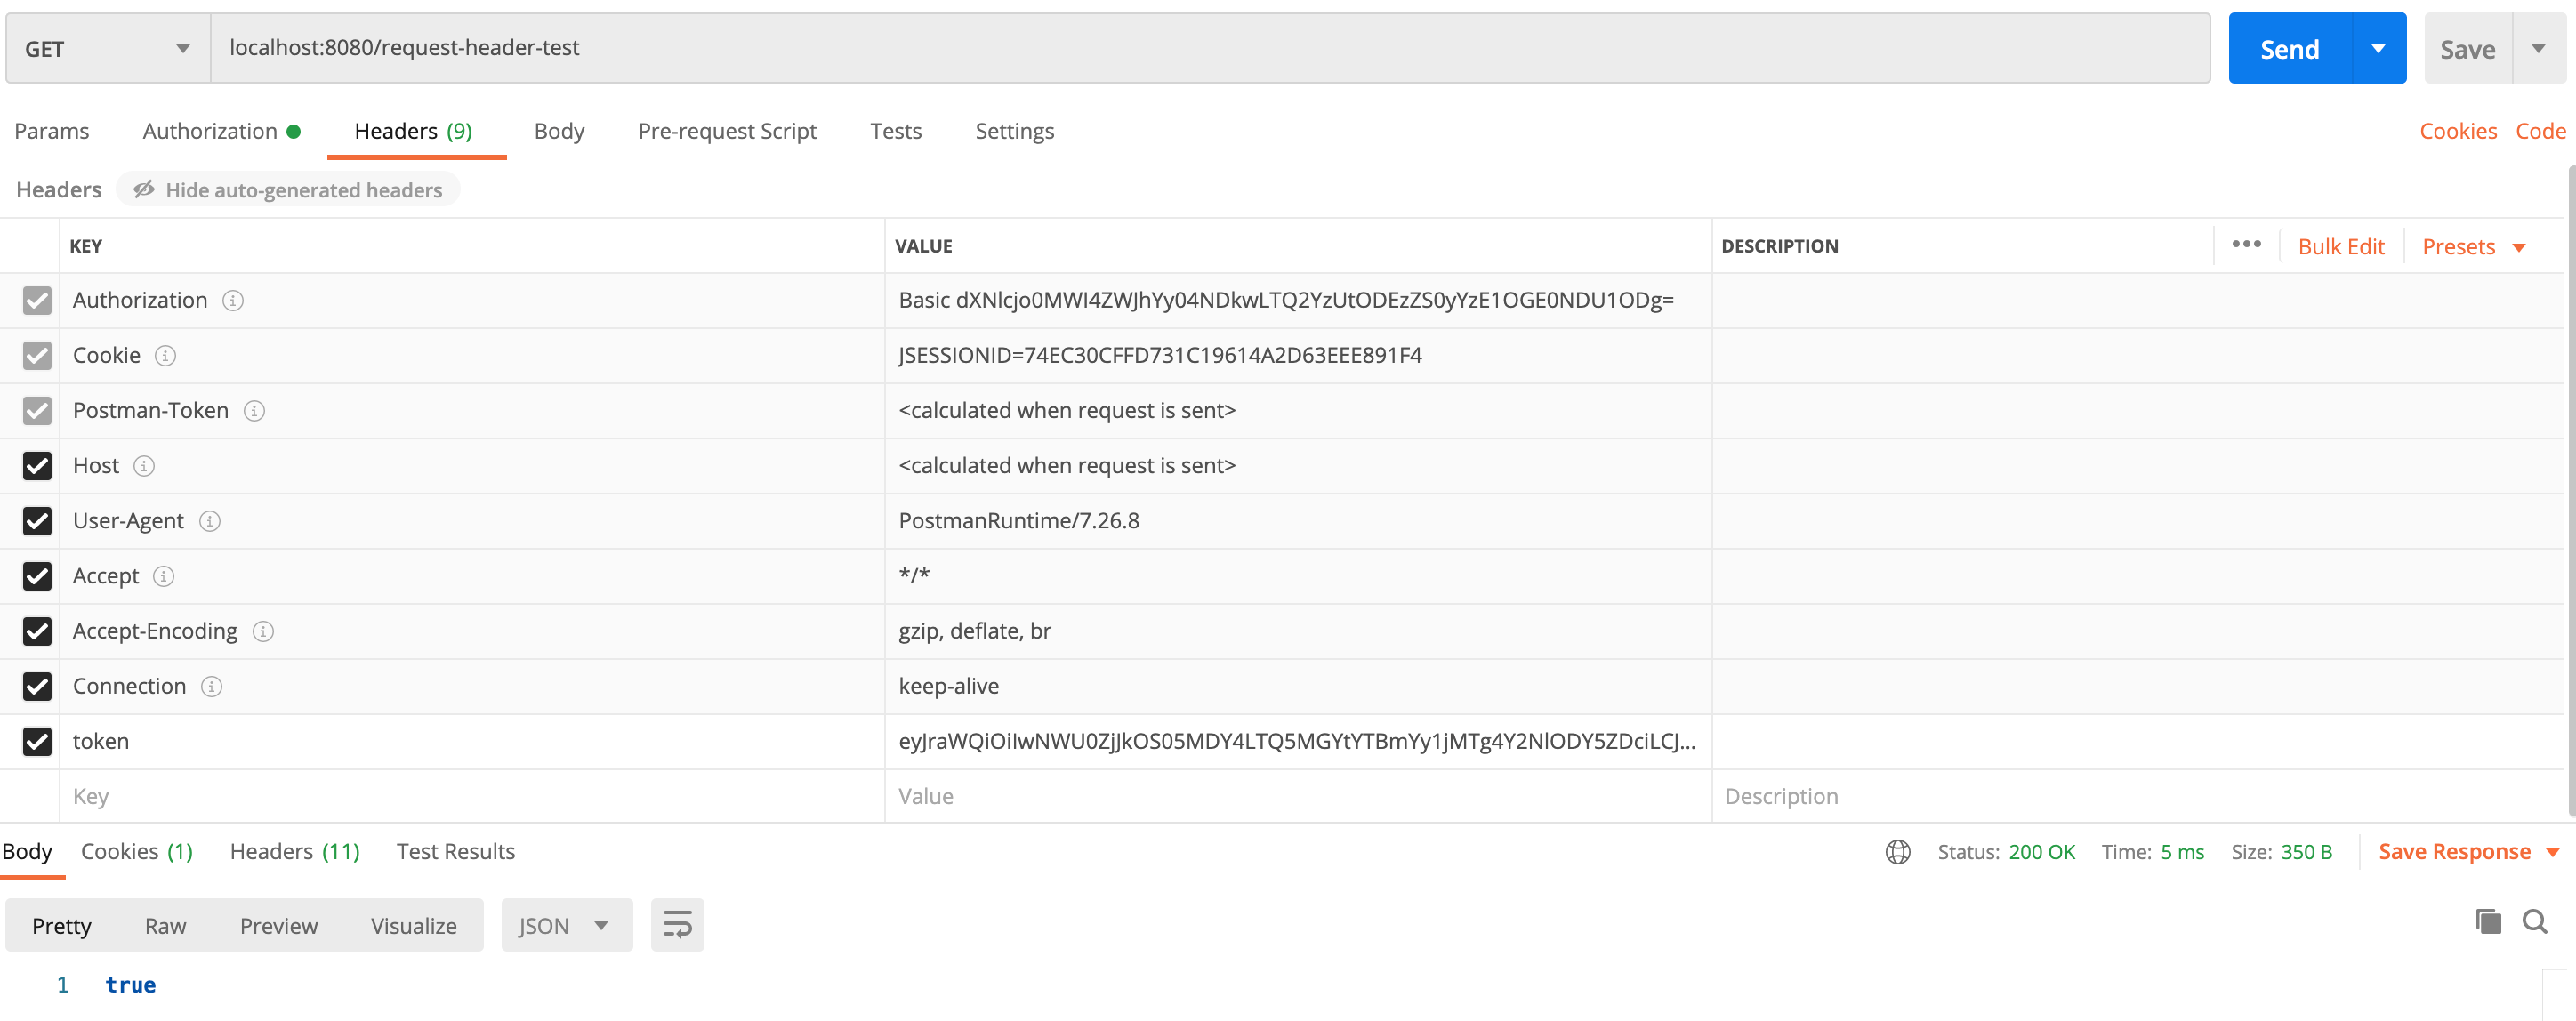 GET localhost:8080/request-header-test Send Save
Params Authorization Headers (9) Body Pre-request Script Tests Settings Cookies Code
Headers Hide auto-generated headers
KEY VALUE DESCRIPTION ••• Bulk Edit Presets
Authorization Basic dXNlcjo0MWI4ZWJhYy04NDkwLTQ2YzUtODEzZS0yYzE1OGE0NDU1ODg=
Cookie JSESSIONID=74EC30CFFD731C19614A2D63EEE891F4
Postman-Token <calculated when request is sent>
Host <calculated when request is sent>
User-Agent PostmanRuntime/7.26.8
Accept */*
Accept-Encoding gzip, deflate, br
Connection keep-alive
token eyJraWQiOiIwNWU0ZjJkOS05MDY4LTQ5MGYtYTBmYy1jMTg4Y2NlODY5ZDciLCJ...
Key Value Description
Body Cookies (1) Headers (11) Test Results Status: 200 OK Time: 5 ms Size: 350 B Save Response
Pretty Raw Preview Visualize JSON
1 true